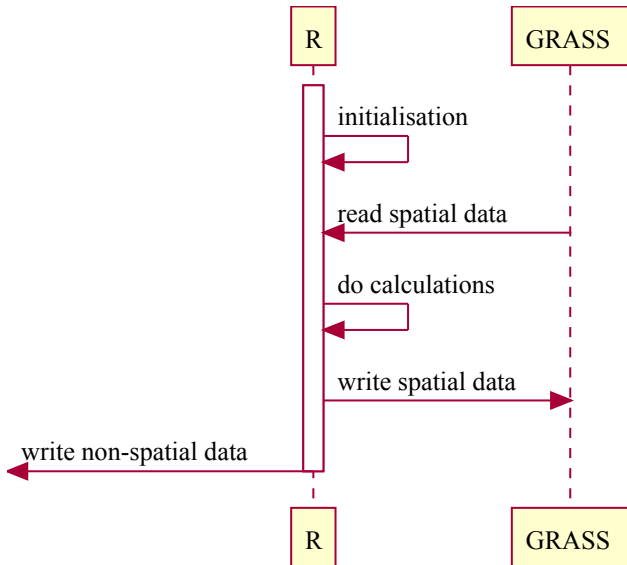 R
GRASS
initialisation
read spatial data
do calculations
write spatial data
write non-spatial data
R
GRASS